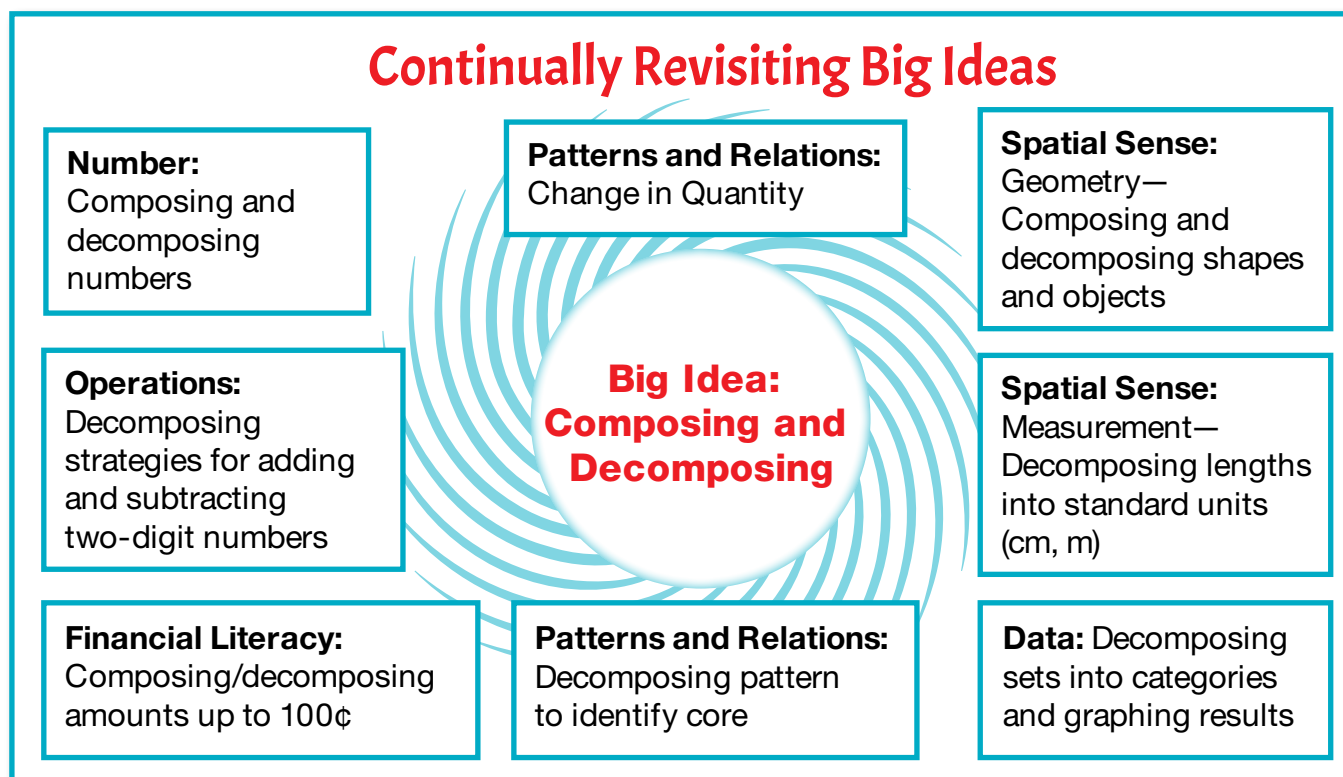 Continually Revisiting Big Ideas
Number:
Composing and
decomposing
numbers
Patterns and Relations:
Change in Quantity
Spatial Sense:
Geometry—
Composing and
decomposing shapes
and objects
Operations:
Decomposing
strategies for adding
and subtracting
two-digit numbers
Big Idea:
Composing and
Decomposing
Spatial Sense:
Measurement—
Decomposing lengths
into standard units
(cm, m)
Financial Literacy:
Composing/decomposing
amounts up to 100¢
Patterns and Relations:
Decomposing pattern
to identify core
Data: Decomposing
sets into categories
and graphing results